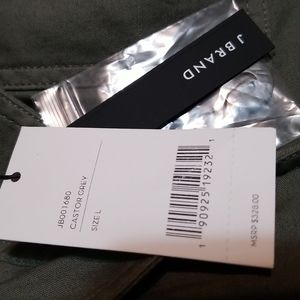 J BRAND
JB001680
CASTOR GREY
SIZE L
1 90925 19232 1
MSRP $328.00